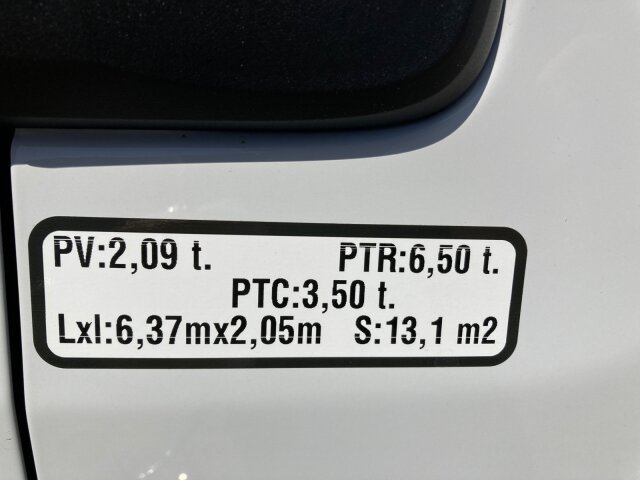 PV:2,09 t. PTR:6,50 t.
PTC:3,50 t.
Lxl:6,37mx2,05m S:13,1 m2